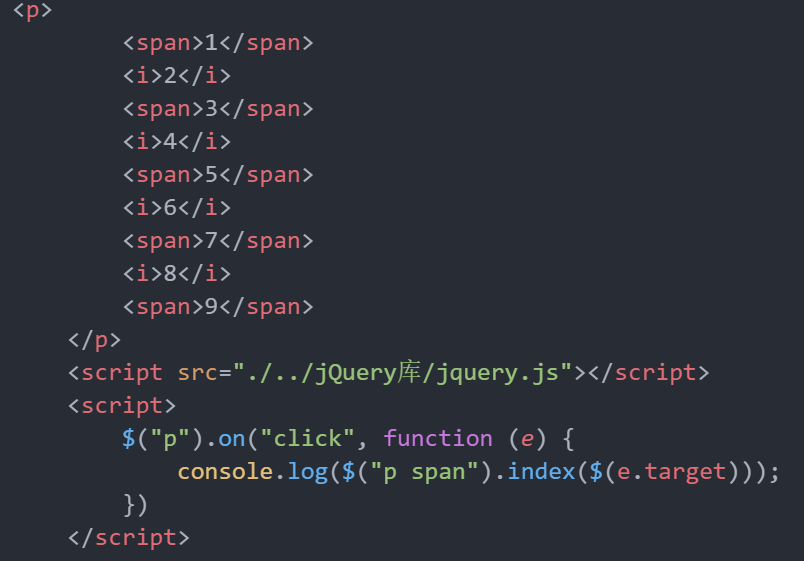 <p>
<span>1</span>
<i>2</i>
<span>3</span>
<i>4</i>
<span>5</span>
<i>6</i>
<span>7</span>
<i>8</i>
<span>9</span>
</p>
<script src="./../jQuery库/jquery.js"></script>
<script>
$("p").on("click", function (e) {
console.log($("p span").index($(e.target)));
})
</script>